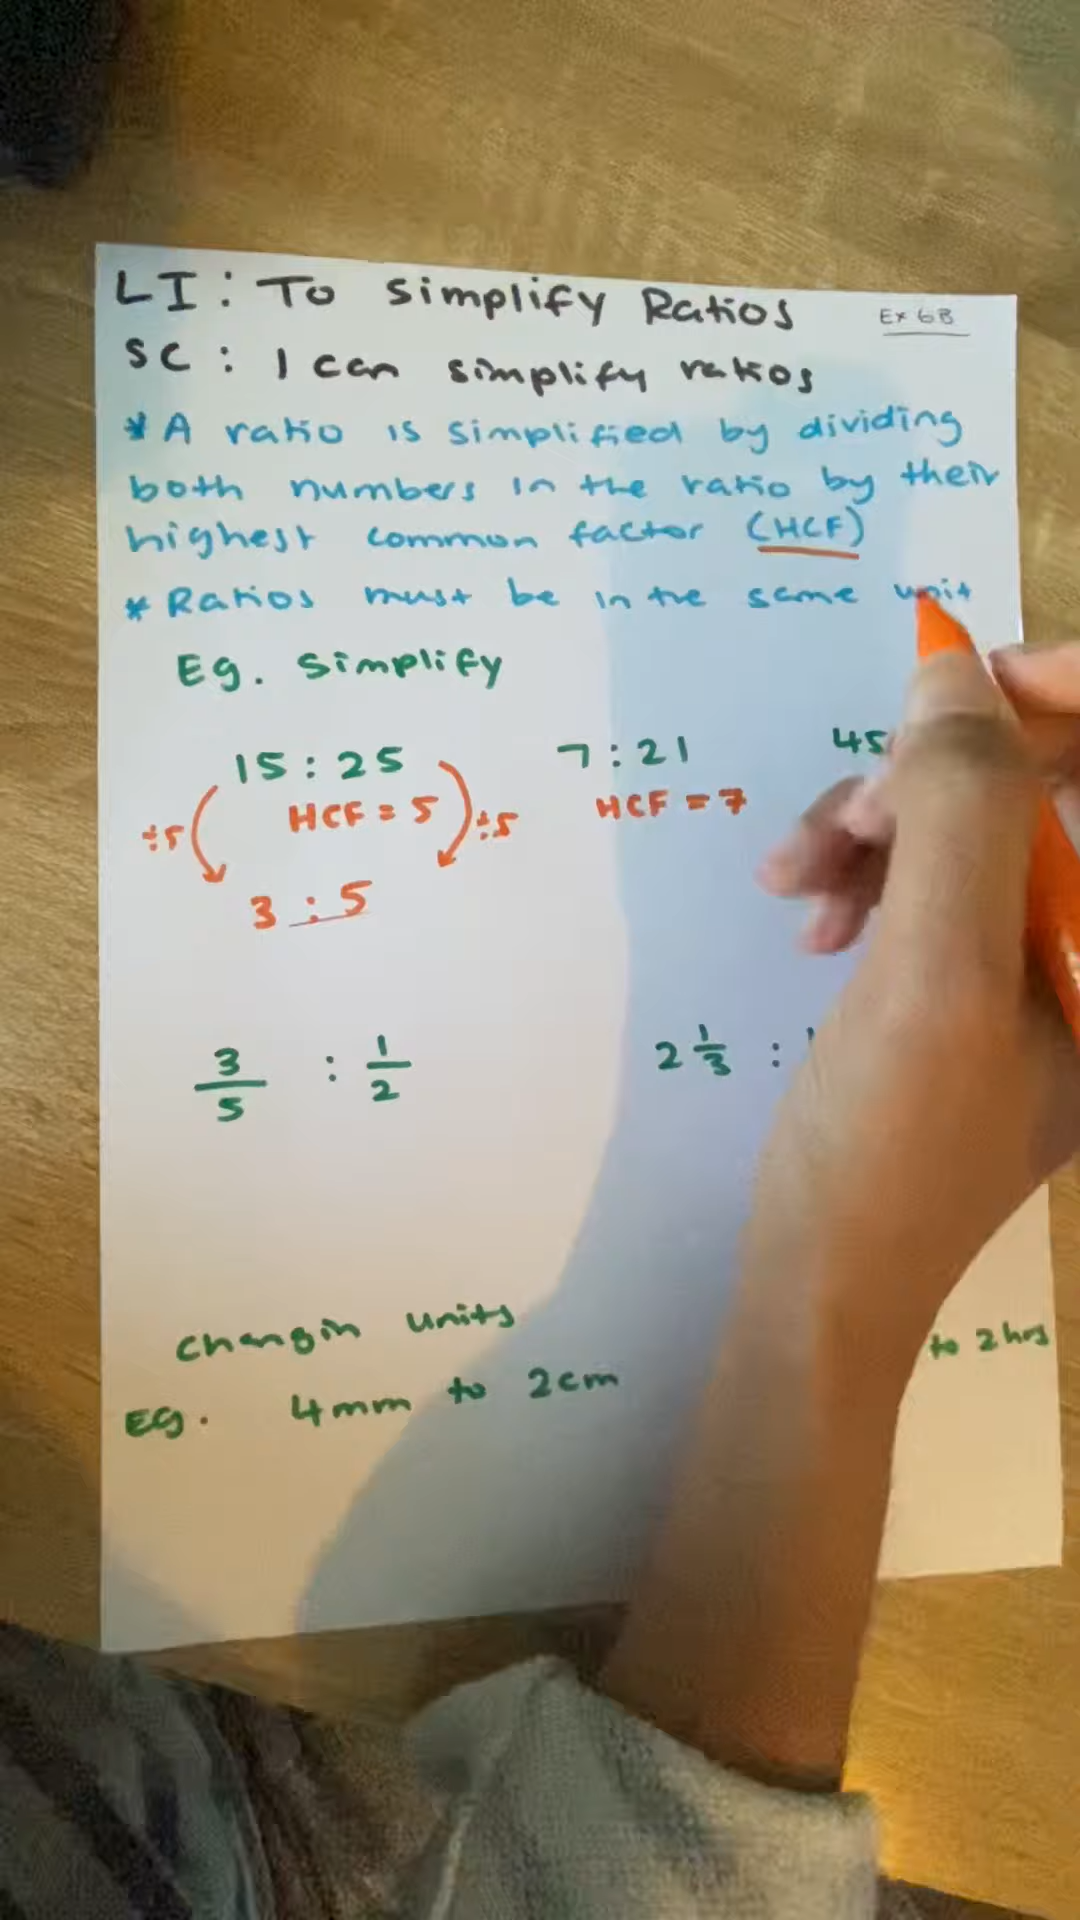 LI: To simplify Ratios
Ex 6B
SC: I can simplify ratios
* A ratio is simplified by dividing
both numbers in the ratio by their
highest common factor (HCF)
* Ratios must be in the same unit
Eg. Simplify
15 : 25
7 : 21
45
÷5
HCF = 5
÷5
HCF = 7
3 : 5
3/5 : 1/2
2 1/3 :
Changin units
EG. 4mm to 2cm
to 2hrs